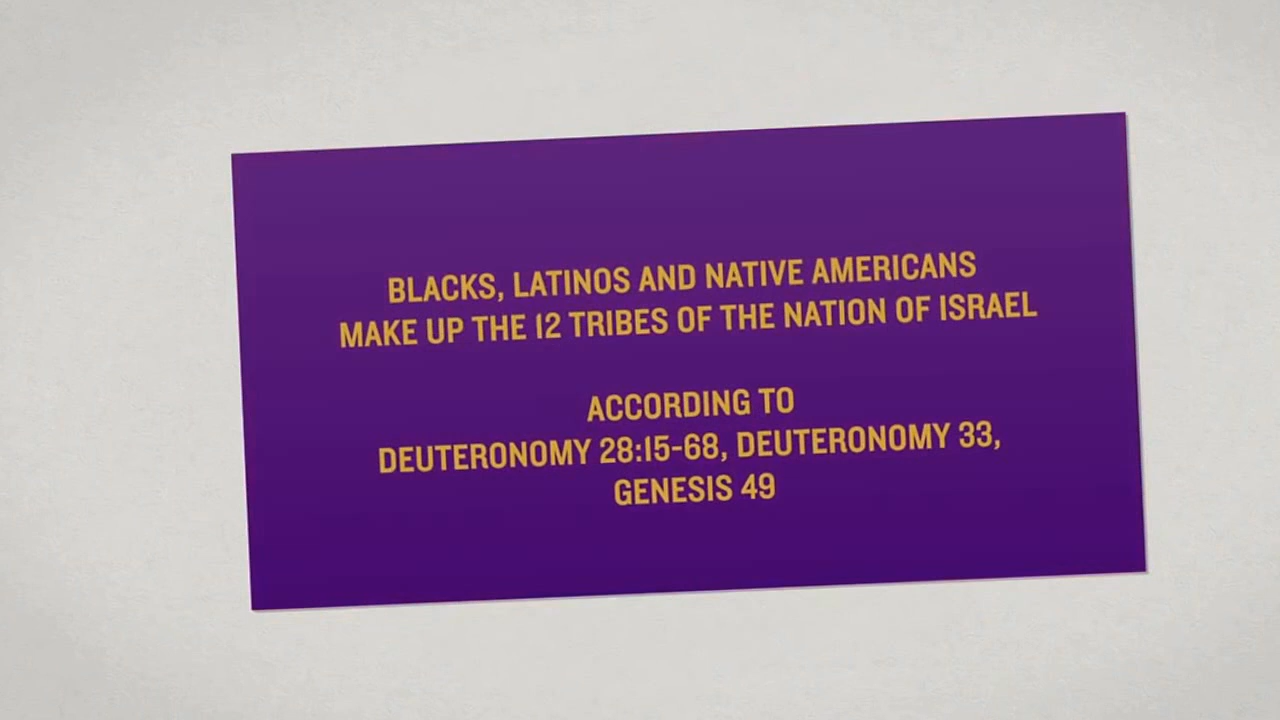 BLACKS, LATINOS AND NATIVE AMERICANS
MAKE UP THE 12 TRIBES OF THE NATION OF ISRAEL
ACCORDING TO
DEUTERONOMY 28:15-68, DEUTERONOMY 33,
GENESIS 49